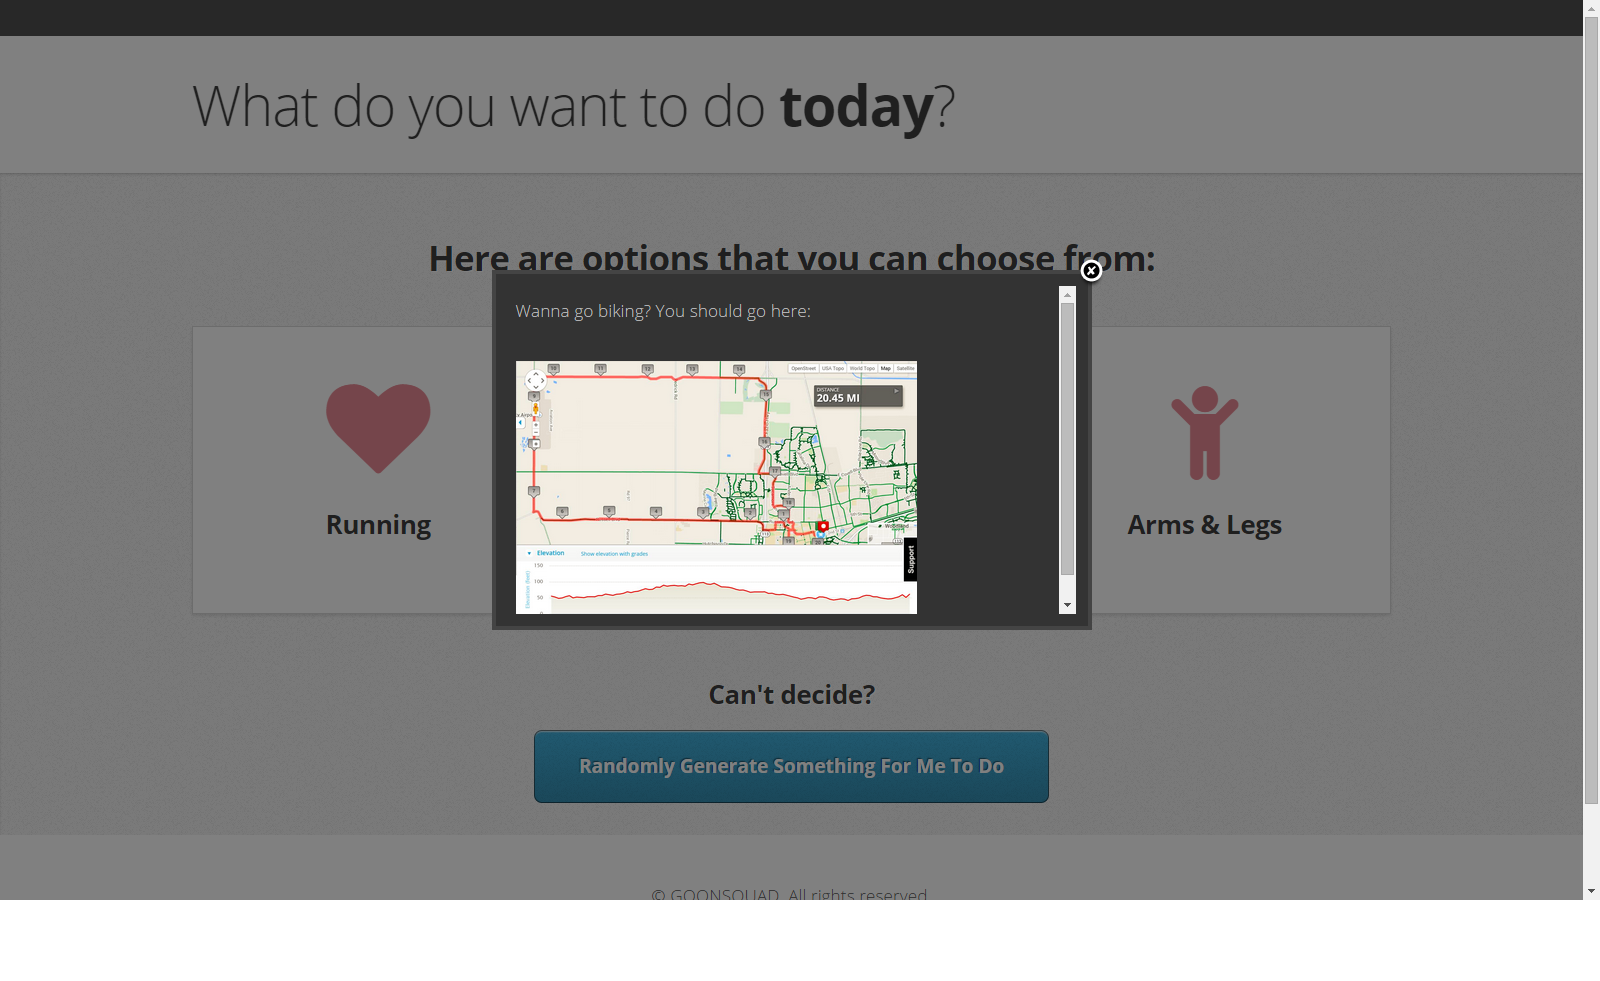 What do you want to do today?
Here are options that you can choose from:
Wanna go biking? You should go here:
OpenStreet USA Topo World Topo Map Satellite
DISTANCE
20.45 MI
Running
Arms & Legs
Support
Elevation Show elevation with grades
Elevation (feet)
150
100
50
0
Can't decide?
Randomly Generate Something For Me To Do
© GOONSQUAD. All rights reserved